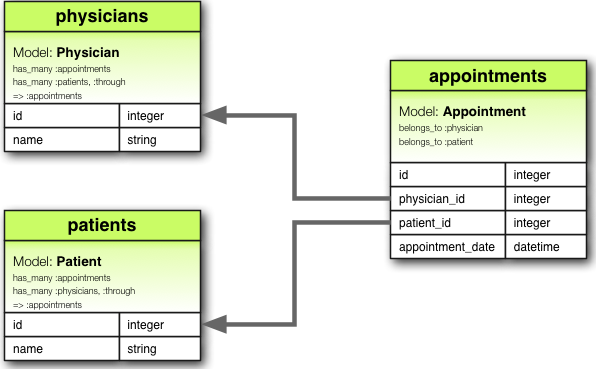 physicians
Model: Physician
has_many :appointments
has_many :patients, :through
=> :appointments
id integer
name string
appointments
Model: Appointment
belongs_to :physician
belongs_to :patient
id integer
physician_id integer
patient_id integer
appointment_date datetime
patients
Model: Patient
has_many :appointments
has_many :physicians, :through
=> :appointments
id integer
name string